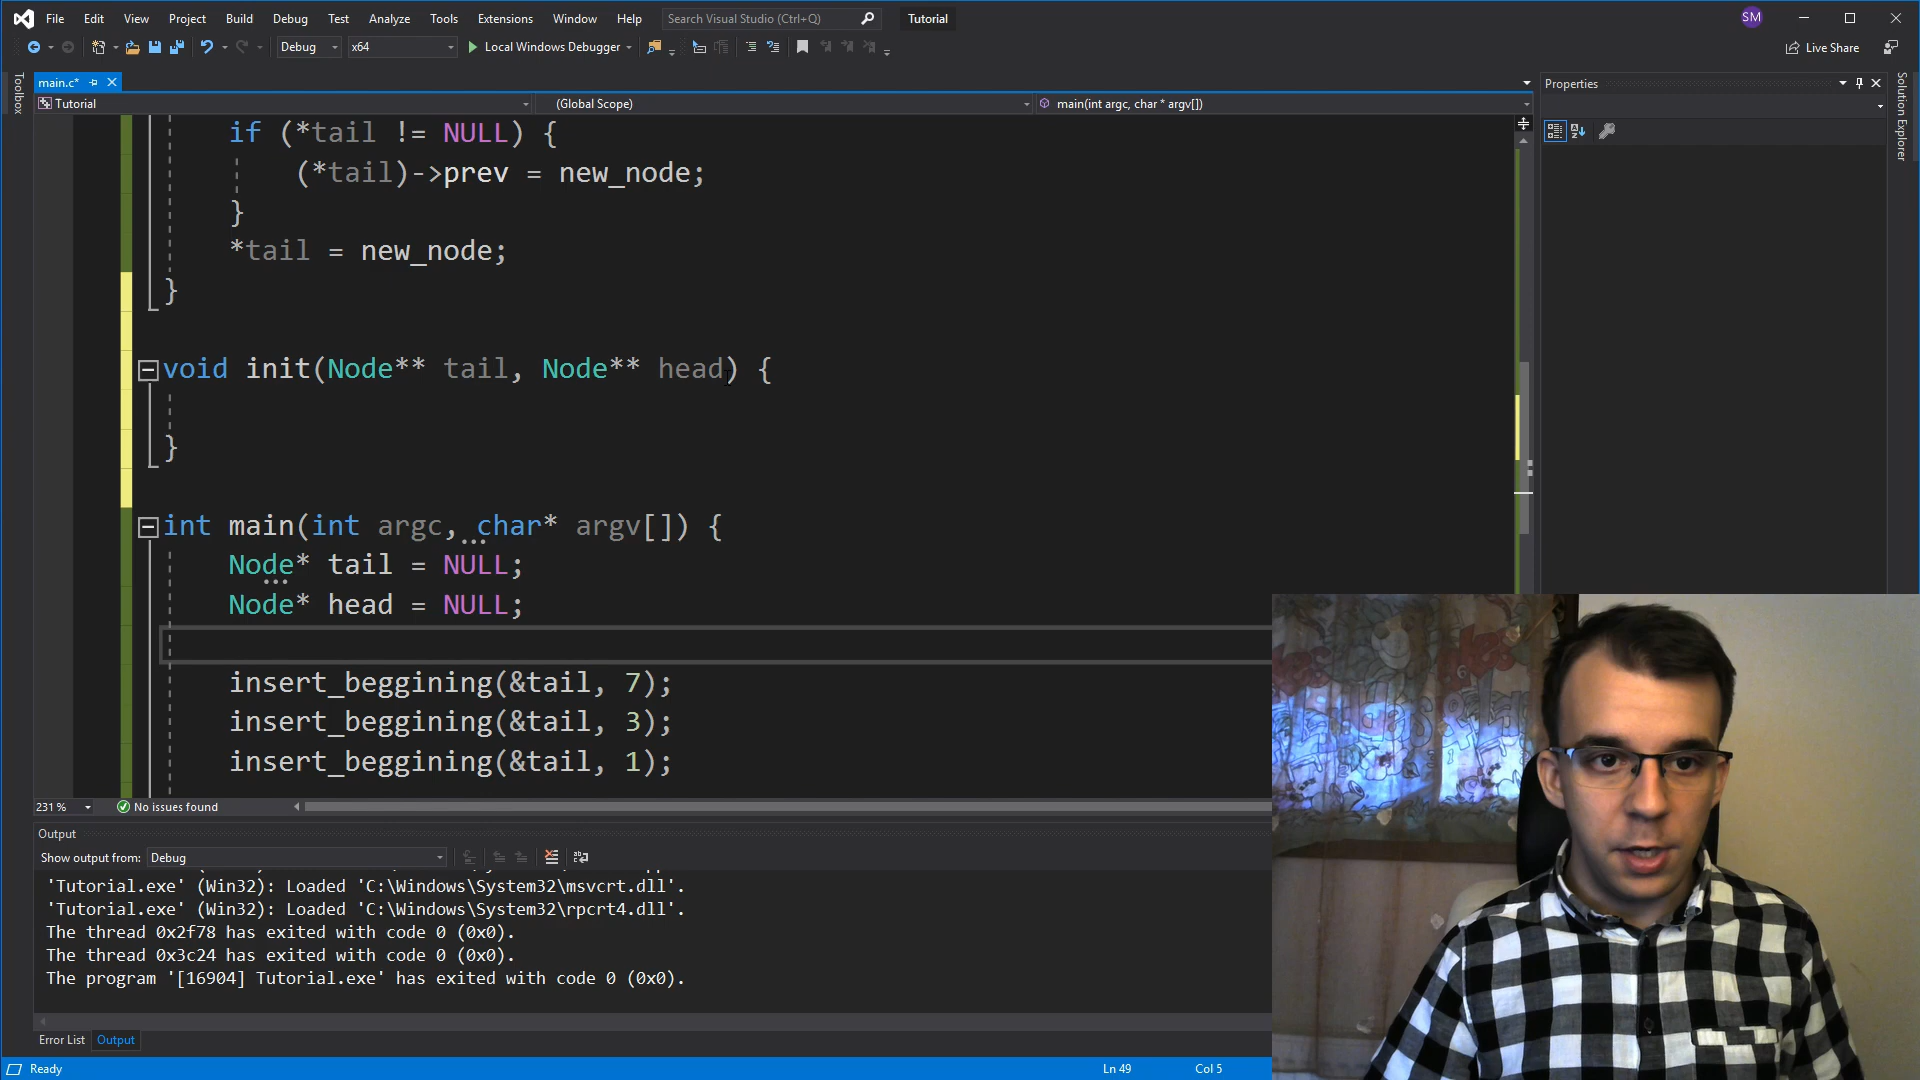 File Edit View Project Build Debug Test Analyze Tools Extensions Window Help Search Visual Studio (Ctrl+Q) Tutorial SM
Debug x64 Local Windows Debugger Live Share
Toolbox
main.c*
Tutorial (Global Scope) main(int argc, char * argv[])
if (*tail != NULL) {
(*tail)->prev = new_node;
}
*tail = new_node;
}
void init(Node** tail, Node** head) {
}
int main(int argc, char* argv[]) {
Node* tail = NULL;
Node* head = NULL;
insert_beggining(&tail, 7);
insert_beggining(&tail, 3);
insert_beggining(&tail, 1);
231 % No issues found
Output
Show output from: Debug
'Tutorial.exe' (Win32): Loaded 'C:\Windows\System32\msvcrt.dll'.
'Tutorial.exe' (Win32): Loaded 'C:\Windows\System32\rpcrt4.dll'.
The thread 0x2f78 has exited with code 0 (0x0).
The thread 0x3c24 has exited with code 0 (0x0).
The program '[16904] Tutorial.exe' has exited with code 0 (0x0).
Error List Output
Ready Ln 49 Col 5
Properties
Solution Explorer